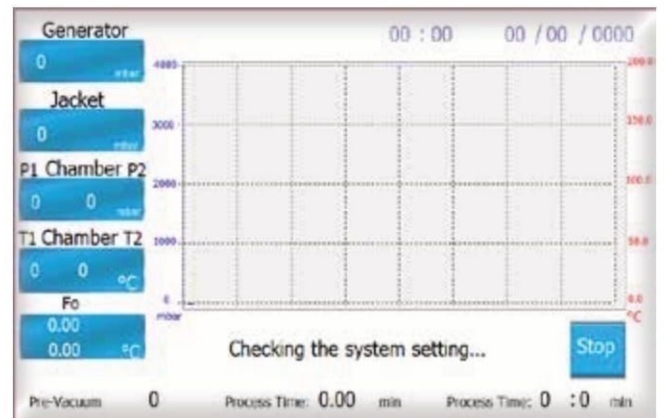 Generator
00 : 00
00 / 00 / 0000
0
mbar
Jacket
0
mbar
P1 Chamber P2
0 0
mbar
T1 Chamber T2
0 0
°C
Fo
0.00
0.00 °C
4000
3000
2000
1000
0
mbar
200.0
150.0
100.0
50.0
0.0
°C
Checking the system setting...
Stop
Pre-Vacuum 0 Process Time: 0.00 min Process Time: 0 :0 min